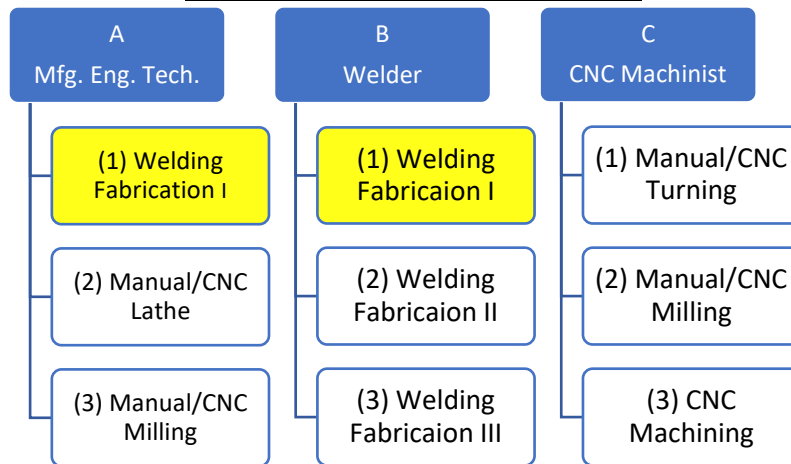 A
Mfg. Eng. Tech.
(1) Welding
Fabrication I
(2) Manual/CNC
Lathe
(3) Manual/CNC
Milling
B
Welder
(1) Welding
Fabricaion I
(2) Welding
Fabricaion II
(3) Welding
Fabricaion III
C
CNC Machinist
(1) Manual/CNC
Turning
(2) Manual/CNC
Milling
(3) CNC
Machining